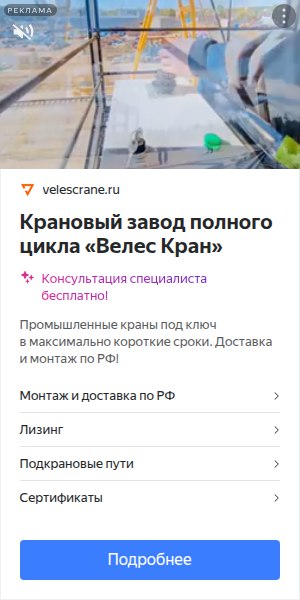 РЕКЛАМА
velescrane.ru
Крановый завод полного
цикла «Велес Кран»
Консультация специалиста
бесплатно!
Промышленные краны под ключ
в максимально короткие сроки. Доставка
и монтаж по РФ!
Монтаж и доставка по РФ
Лизинг
Подкрановые пути
Сертификаты
Подробнее